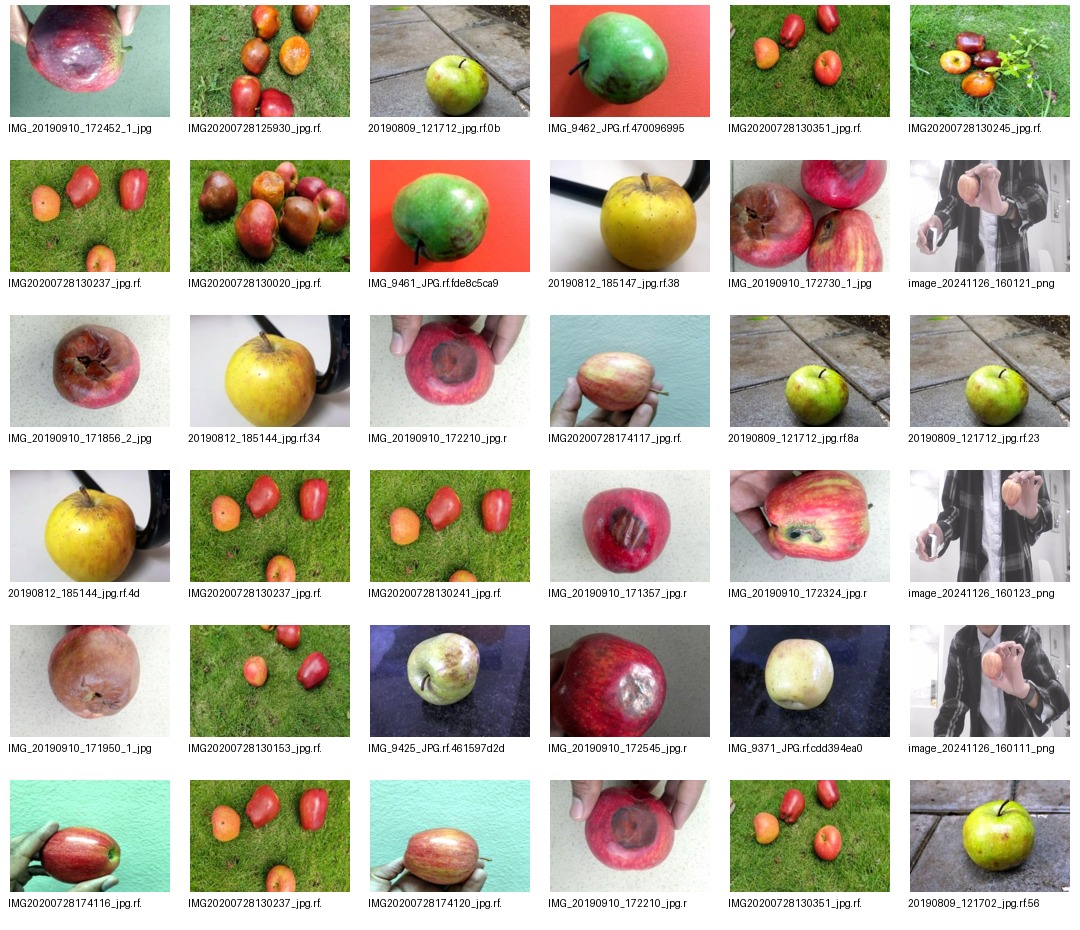 IMG_20190910_172452_1_jpg
IMG20200728125930_jpg.rf.
20190809_121712_jpg.rf.0b
IMG_9462_JPG.rf.470096995
IMG20200728130351_jpg.rf.
IMG20200728130245_jpg.rf.
IMG20200728130237_jpg.rf.
IMG20200728130020_jpg.rf.
IMG_9461_JPG.rf.fde8c5ca9
20190812_185147_jpg.rf.38
IMG_20190910_172730_1_jpg
image_20241126_160121_png
IMG_20190910_171856_2_jpg
20190812_185144_jpg.rf.34
IMG_20190910_172210_jpg.r
IMG20200728174117_jpg.rf.
20190809_121712_jpg.rf.8a
20190809_121712_jpg.rf.23
20190812_185144_jpg.rf.4d
IMG20200728130237_jpg.rf.
IMG20200728130241_jpg.rf.
IMG_20190910_171357_jpg.r
IMG_20190910_172324_jpg.r
image_20241126_160123_png
IMG_20190910_171950_1_jpg
IMG20200728130153_jpg.rf.
IMG_9425_JPG.rf.461597d2d
IMG_20190910_172545_jpg.r
IMG_9371_JPG.rf.cdd394ea0
image_20241126_160111_png
IMG20200728174116_jpg.rf.
IMG20200728130237_jpg.rf.
IMG20200728174120_jpg.rf.
IMG_20190910_172210_jpg.r
IMG20200728130351_jpg.rf.
20190809_121702_jpg.rf.56